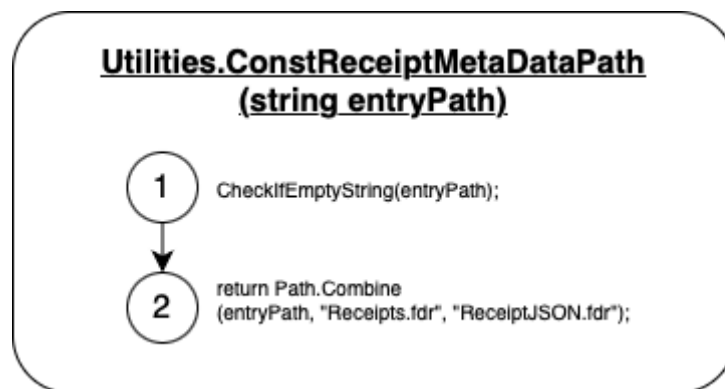 Utilities.ConstReceiptMetaDataPath
(string entryPath)
1
CheckIfEmptyString(entryPath);
2
return Path.Combine
(entryPath, "Receipts.fdr", "ReceiptJSON.fdr");